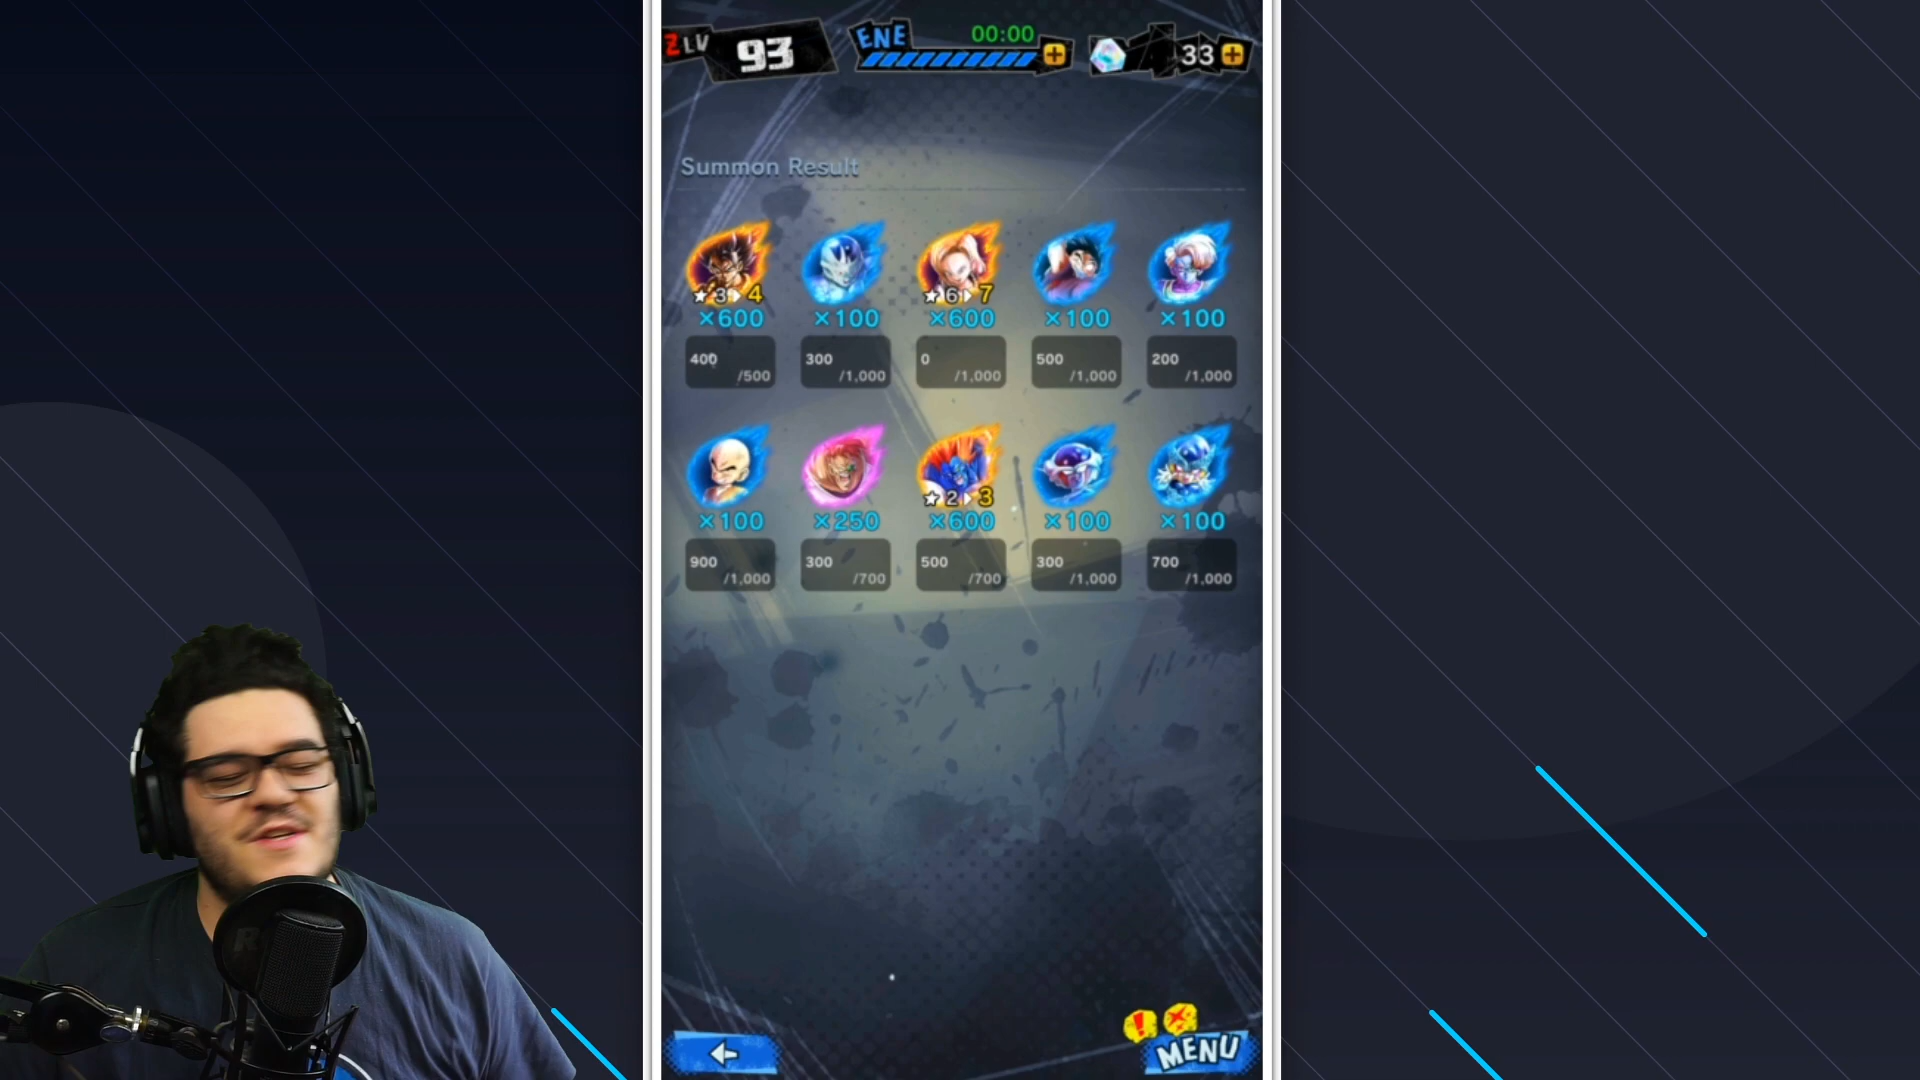 ZLV 93 ENE 00:00 33
Summon Result
3 4 6 7
×600 ×100 ×600 ×100 ×100
400 300 0 500 200
/500 /1,000 /1,000 /1,000 /1,000
2 3
×100 ×250 ×600 ×100 ×100
900 300 500 300 700
/1,000 /700 /700 /1,000 /1,000
MENU